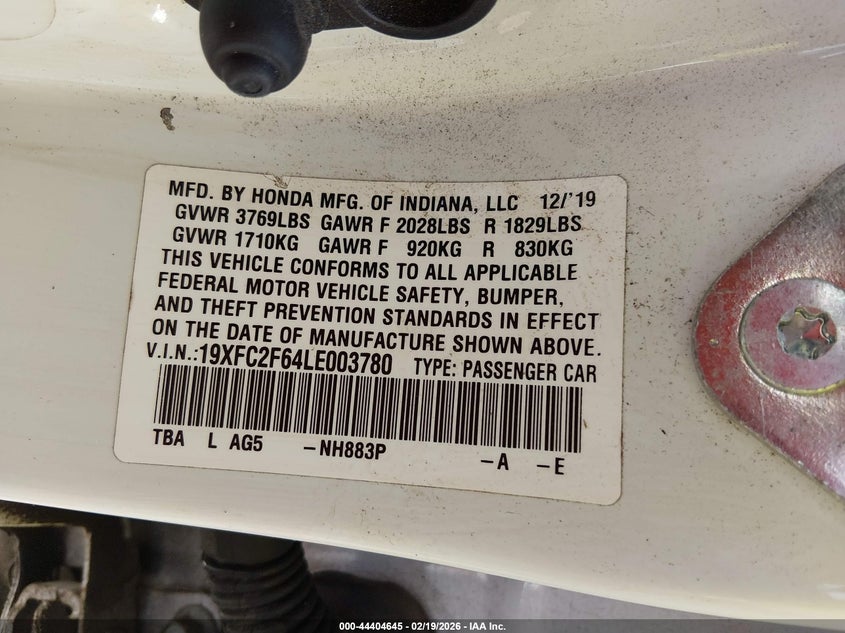 MFD. BY HONDA MFG. OF INDIANA, LLC 12/'19
GVWR 3769LBS GAWR F 2028LBS R 1829LBS
GVWR 1710KG GAWR F 920KG R 830KG
THIS VEHICLE CONFORMS TO ALL APPLICABLE
FEDERAL MOTOR VEHICLE SAFETY, BUMPER,
AND THEFT PREVENTION STANDARDS IN EFFECT
ON THE DATE OF MANUFACTURE SHOWN ABOVE.
V.I.N.:19XFC2F64LE003780 TYPE: PASSENGER CAR
TBA L AG5 -NH883P -A -E
000-44404645 - 02/19/2026 - IAA Inc.